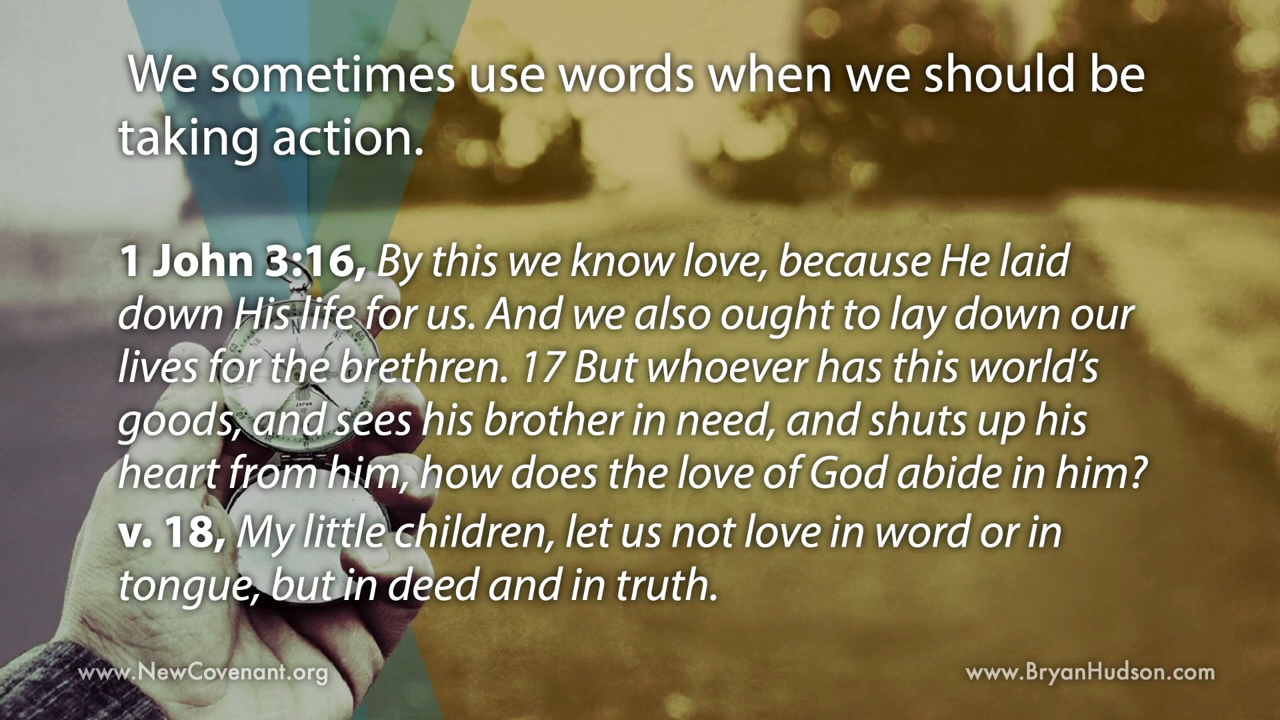 We sometimes use words when we should be
taking action.
1 John 3:16, By this we know love, because He laid
down His life for us. And we also ought to lay down our
lives for the brethren. 17 But whoever has this world’s
goods, and sees his brother in need, and shuts up his
heart from him, how does the love of God abide in him?
v. 18, My little children, let us not love in word or in
tongue, but in deed and in truth.
www.NewCovenant.org
www.BryanHudson.com